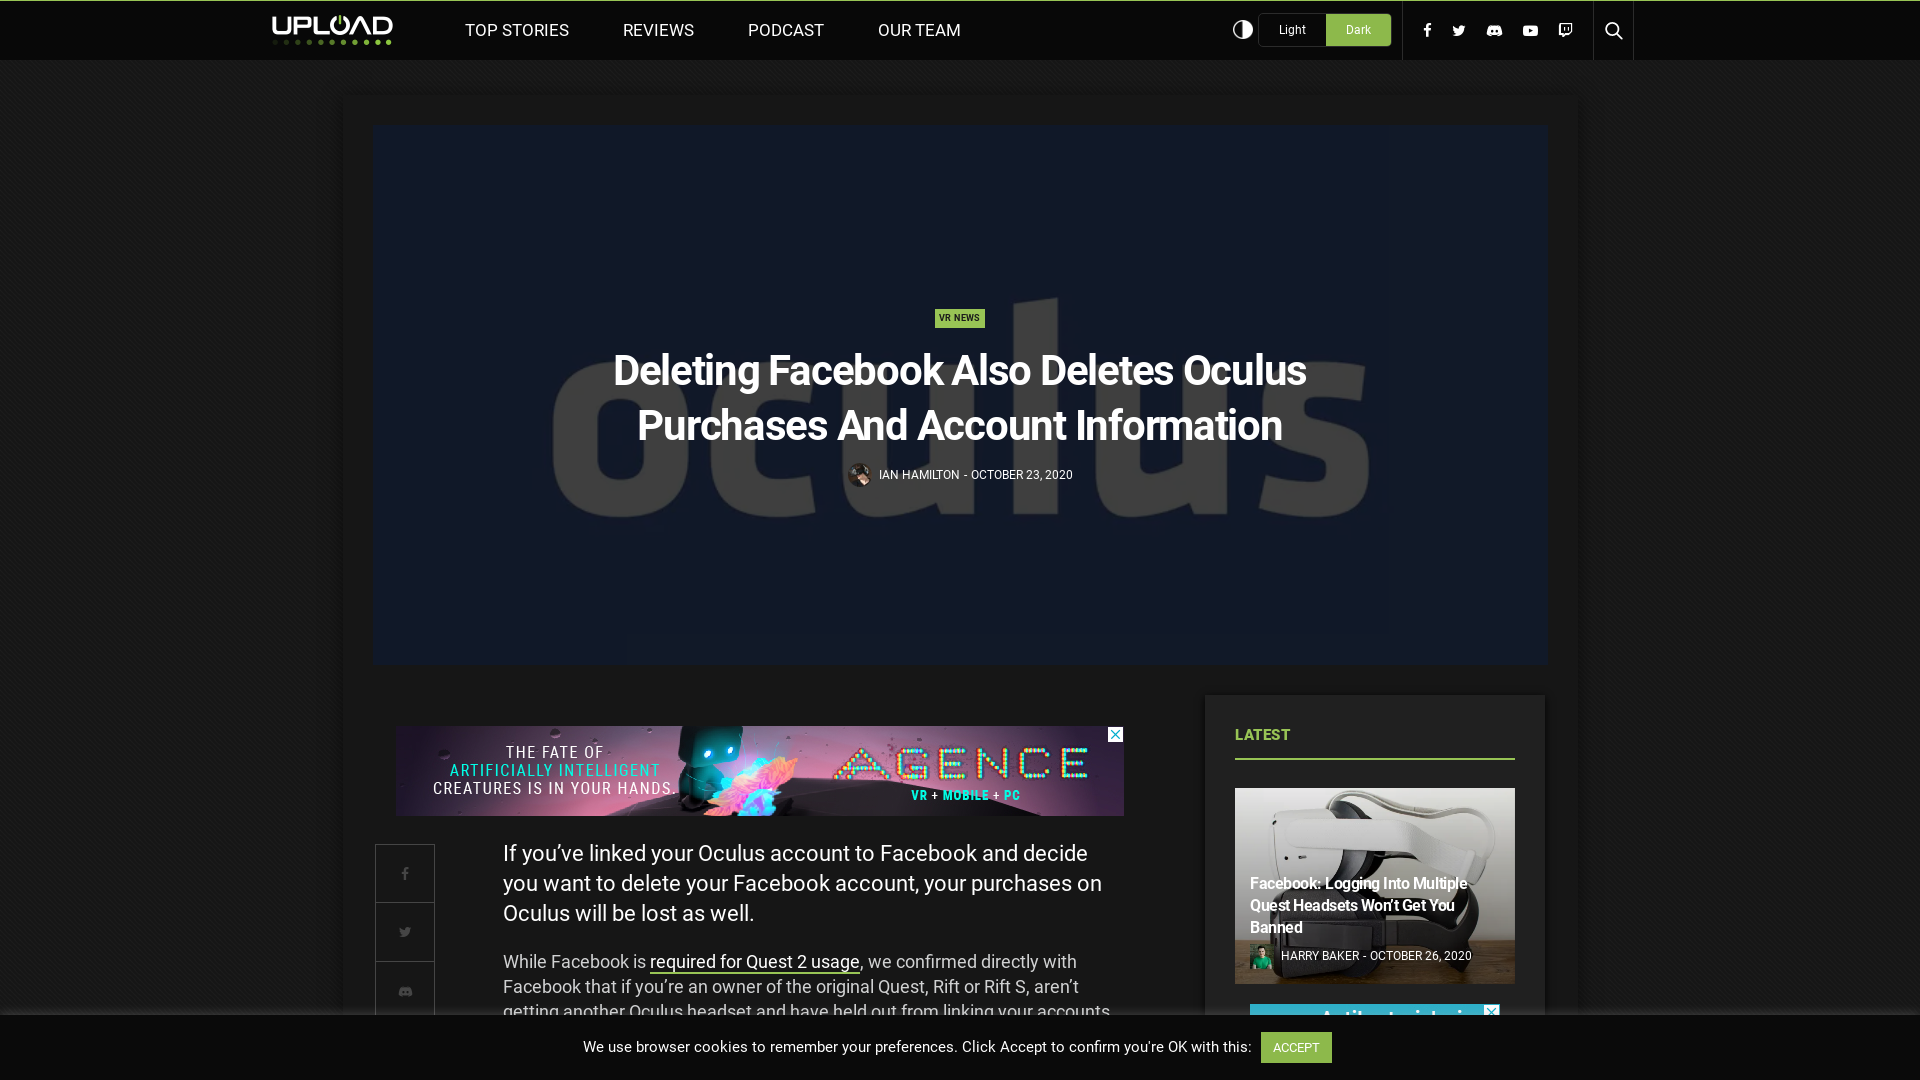 UPLOAD
TOP STORIES
REVIEWS
PODCAST
OUR TEAM
Light
Dark
oculus
VR NEWS
Deleting Facebook Also Deletes Oculus
Purchases And Account Information
IAN HAMILTON - OCTOBER 23, 2020
THE FATE OF
ARTIFICIALLY INTELLIGENT
CREATURES IS IN YOUR HANDS.
AGENCE
VR + MOBILE + PC
If you’ve linked your Oculus account to Facebook and decide
you want to delete your Facebook account, your purchases on
Oculus will be lost as well.
While Facebook is required for Quest 2 usage, we confirmed directly with
Facebook that if you’re an owner of the original Quest, Rift or Rift S, aren’t
getting another Oculus headset and have held out from linking your accounts
LATEST
Facebook: Logging Into Multiple
Quest Headsets Won’t Get You
Banned
HARRY BAKER - OCTOBER 26, 2020
We use browser cookies to remember your preferences. Click Accept to confirm you're OK with this:
ACCEPT